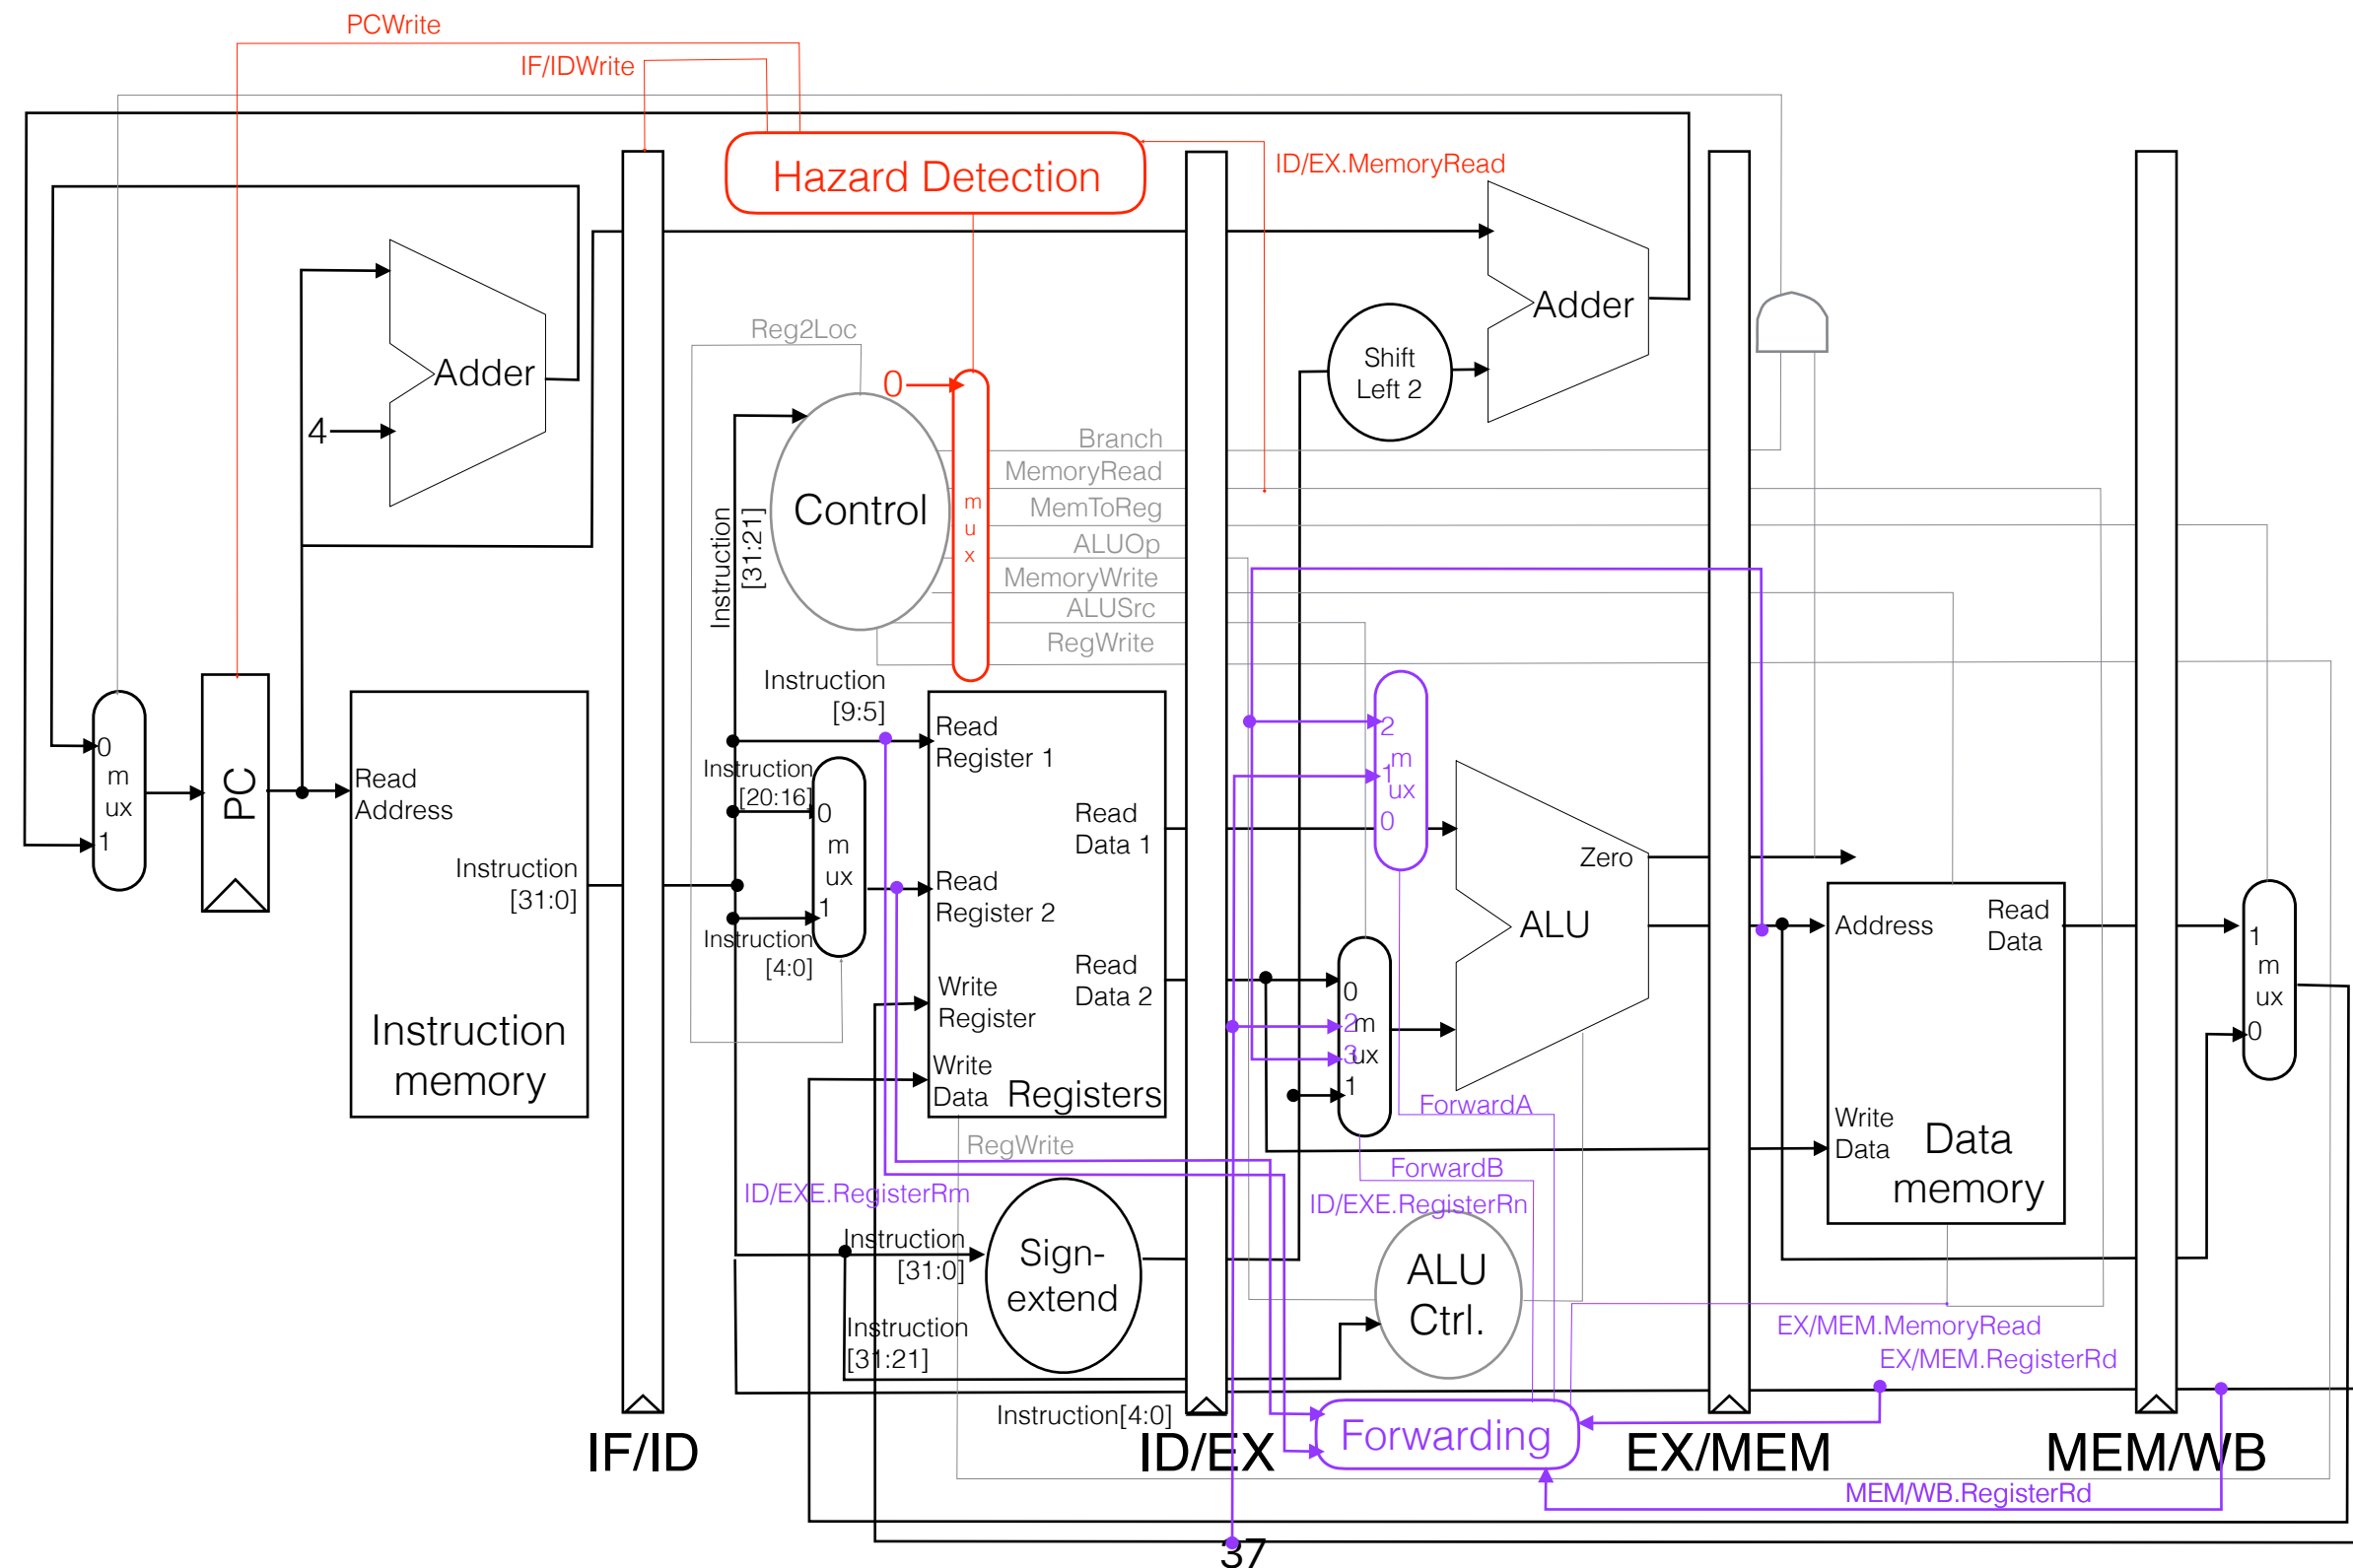 PCWrite
IF/IDWrite
Hazard Detection
ID/EX.MemoryRead
Adder
4
Adder
Shift
Left 2
Reg2Loc
0
Control
m
u
x
Branch
MemoryRead
MemToReg
ALUOp
MemoryWrite
ALUSrc
RegWrite
Instruction
[31:21]
0
m
ux
1
PC
Read
Address
Instruction
[31:0]
Instruction
memory
Instruction
[9:5]
Instruction
[20:16]
0
m
ux
1
Instruction
[4:0]
Read
Register 1
Read
Data 1
Read
Register 2
Read
Data 2
Write
Register
Write
Data
Registers
RegWrite
2
m
1
ux
0
Zero
ALU
0
2
m
3
ux
1
ForwardA
ForwardB
ID/EXE.RegisterRm
ID/EXE.RegisterRn
Address
Read
Data
Write
Data
Data
memory
1
m
ux
0
Instruction
[31:0]
Sign-
extend
ALU
Ctrl.
Instruction
[31:21]
EX/MEM.MemoryRead
EX/MEM.RegisterRd
Instruction[4:0]
Forwarding
IF/ID
ID/EX
EX/MEM
MEM/WB
MEM/WB.RegisterRd
37